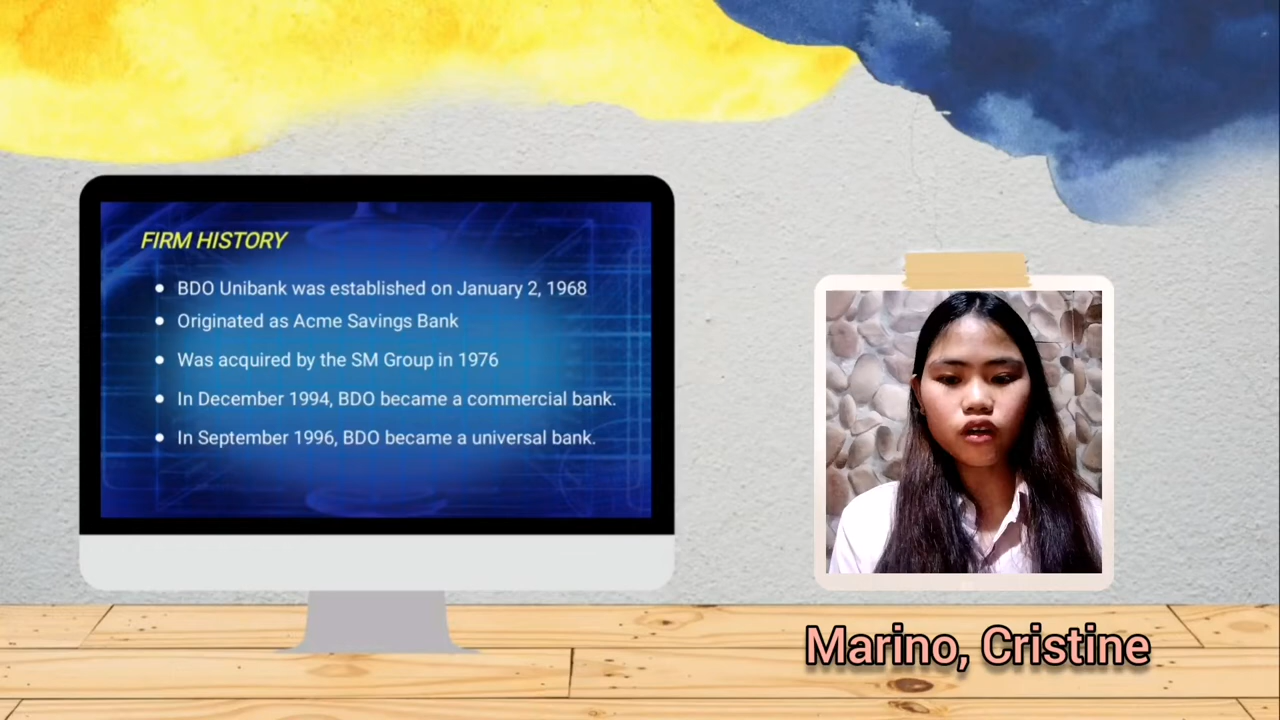 FIRM HISTORY
BDO Unibank was established on January 2, 1968
Originated as Acme Savings Bank
Was acquired by the SM Group in 1976
In December 1994, BDO became a commercial bank.
In September 1996, BDO became a universal bank.
Marino, Cristine